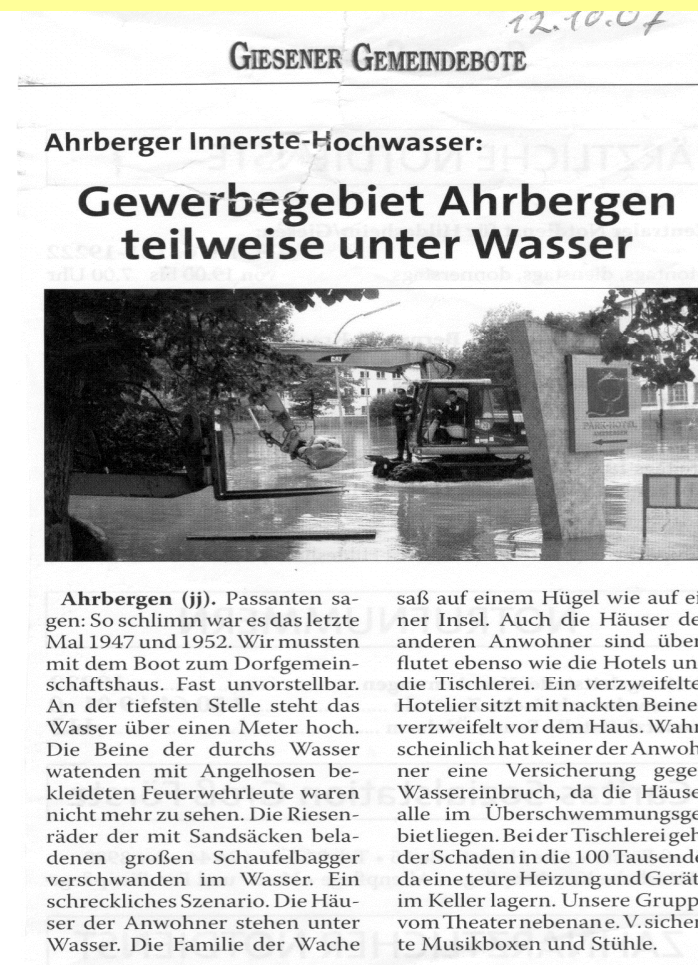 12.10.07
GIESENER GEMEINDEBOTE
Ahrberger Innerste-Hochwasser:
Gewerbegebiet Ahrbergen
teilweise unter Wasser
PARK-HOTEL
AHRBERGEN
Ahrbergen (jj). Passanten sa-
gen: So schlimm war es das letzte
Mal 1947 und 1952. Wir mussten
mit dem Boot zum Dorfgemein-
schaftshaus. Fast unvorstellbar.
An der tiefsten Stelle steht das
Wasser über einen Meter hoch.
Die Beine der durchs Wasser
watenden mit Angelhosen be-
kleideten Feuerwehrleute waren
nicht mehr zu sehen. Die Riesen-
räder der mit Sandsäcken bela-
denen großen Schaufelbagger
verschwanden im Wasser. Ein
schreckliches Szenario. Die Häu-
ser der Anwohner stehen unter
Wasser. Die Familie der Wache
saß auf einem Hügel wie auf ei
ner Insel. Auch die Häuser de
anderen Anwohner sind über
flutet ebenso wie die Hotels un
die Tischlerei. Ein verzweifelte
Hotelier sitzt mit nackten Beine
verzweifelt vor dem Haus. Wahr
scheinlich hat keiner der Anwoh
ner eine Versicherung gege
Wassereinbruch, da die Häuse
alle im Überschwemmungsge
biet liegen. Bei der Tischlerei geh
der Schaden in die 100 Tausende
da eine teure Heizung und Gerät
im Keller lagern. Unsere Grupp
vom Theater nebenan e. V. sicher
te Musikboxen und Stühle.